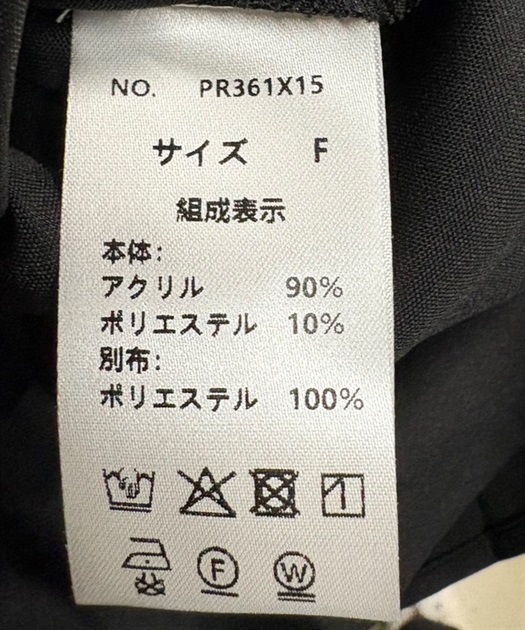 NO. PR361X15
サイズ F
組成表示
本体:
アクリル 90%
ポリエステル 10%
別布:
ポリエステル 100%
F W